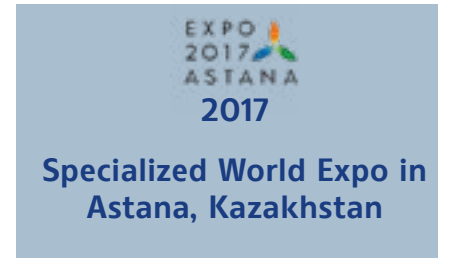 EXPO
2017
ASTANA
2017
Specialized World Expo in
Astana, Kazakhstan